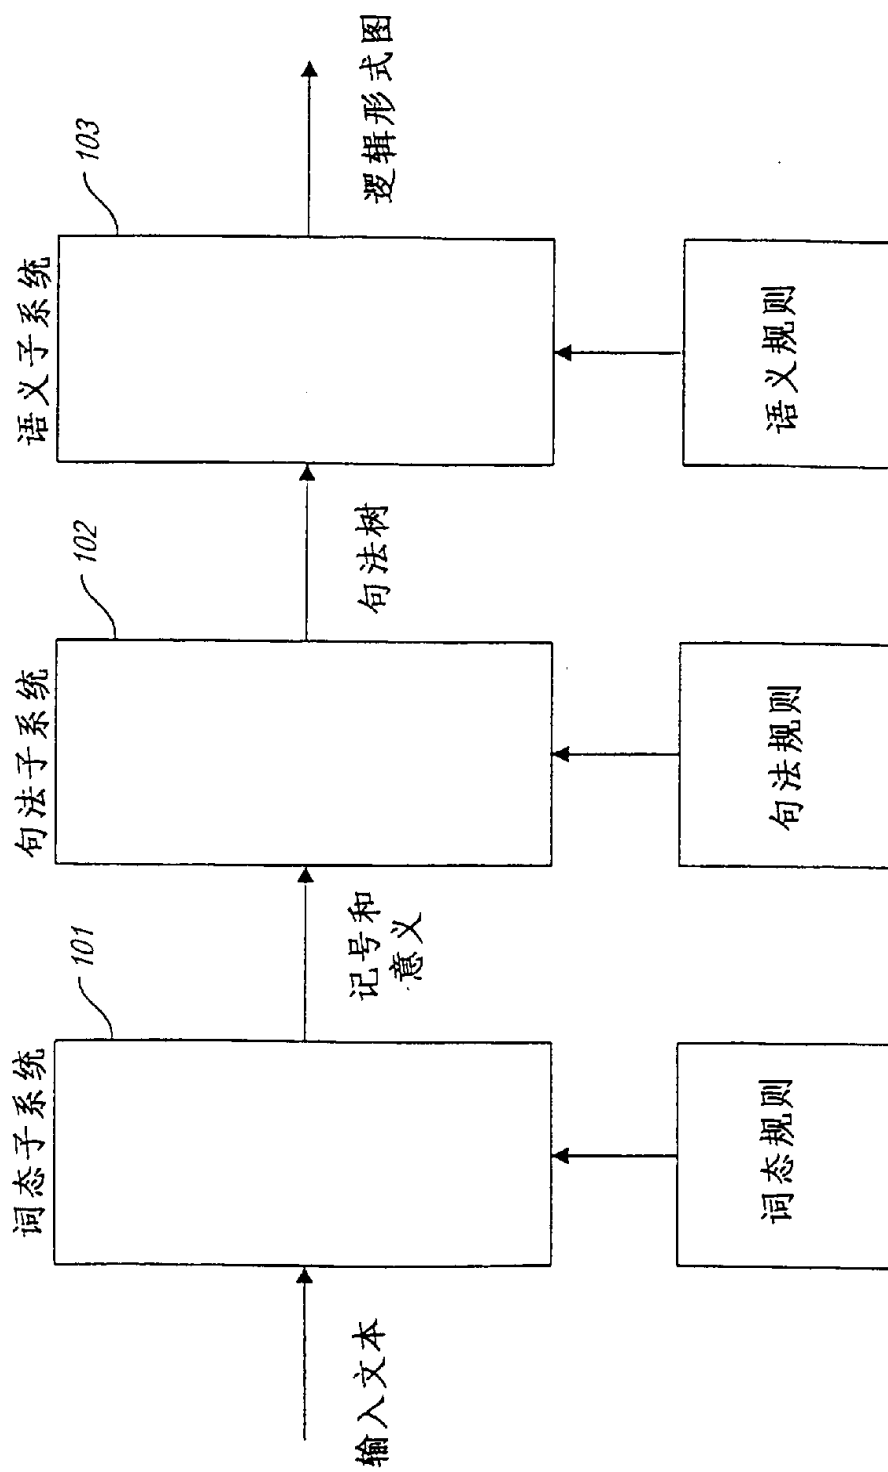 词态子系统
句法子系统
语义子系统
101
102
103
输入文本
记号和
意义
句法树
逻辑形式图
词态规则
句法规则
语义规则